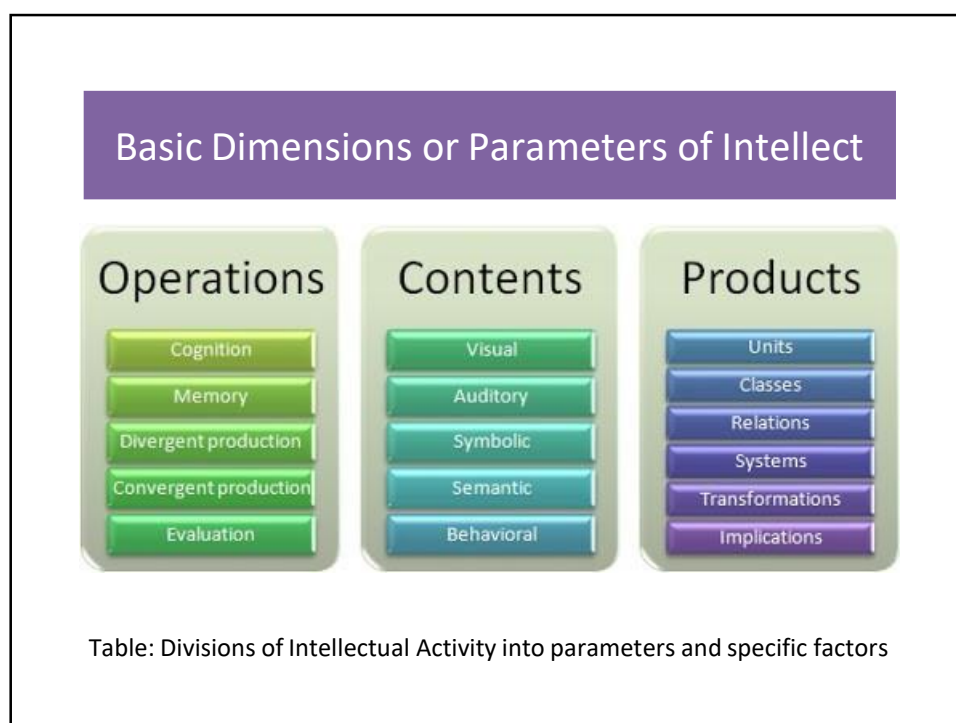 Basic Dimensions or Parameters of Intellect
Operations
Cognition
Memory
Divergent production
Convergent production
Evaluation
Contents
Visual
Auditory
Symbolic
Semantic
Behavioral
Products
Units
Classes
Relations
Systems
Transformations
Implications
Table: Divisions of Intellectual Activity into parameters and specific factors